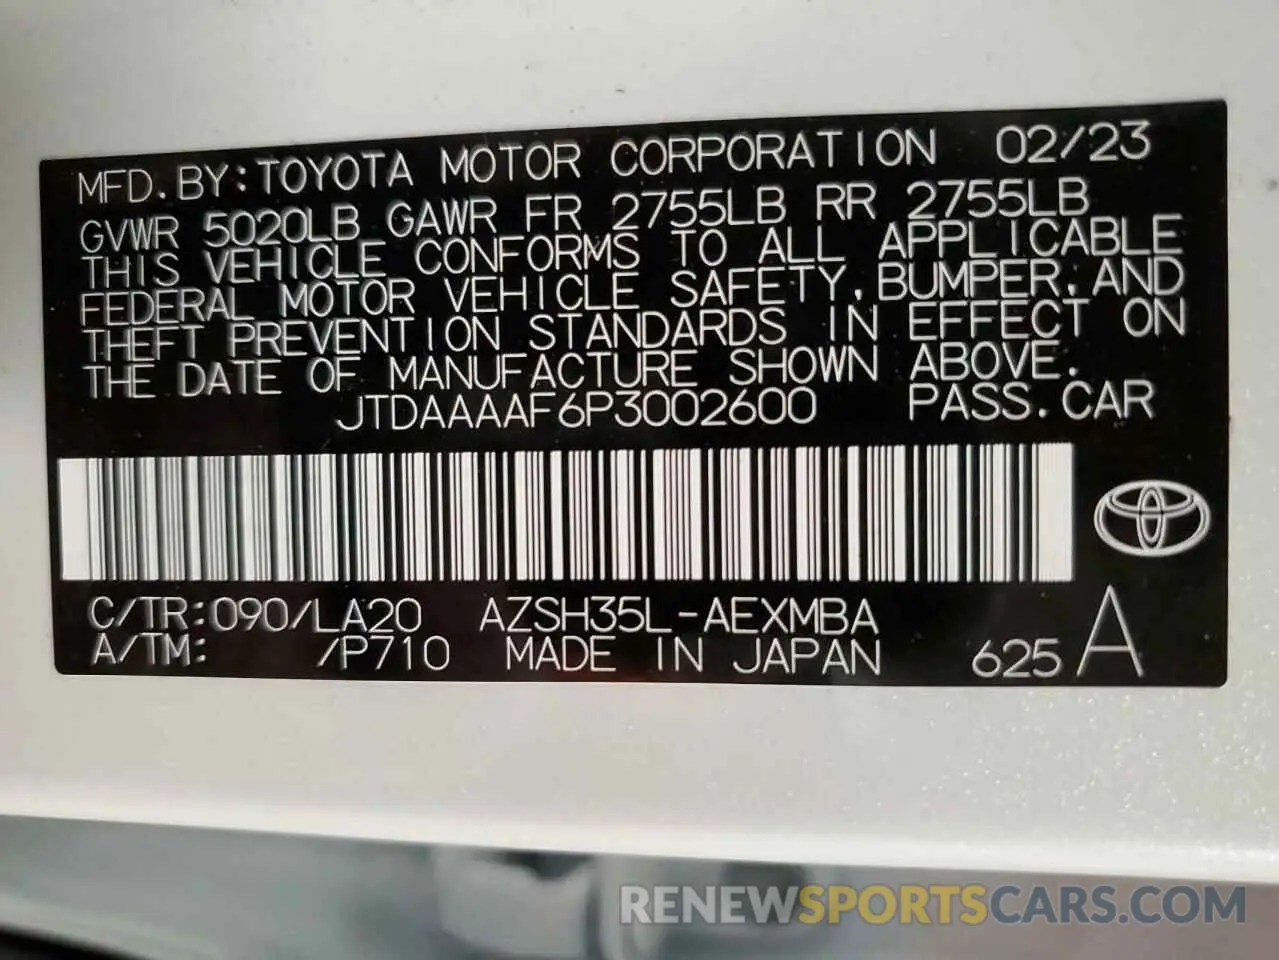 MFD. BY: TOYOTA MOTOR CORPORATION 02/23
GVWR 5020LB GAWR FR 2755LB RR 2755LB
THIS VEHICLE CONFORMS TO ALL APPLICABLE
FEDERAL MOTOR VEHICLE SAFETY, BUMPER, AND
THEFT PREVENTION STANDARDS IN EFFECT ON
THE DATE OF MANUFACTURE SHOWN ABOVE.
JTDAAAAF6P3002600 PASS. CAR
C/TR: 090/LA20 AZSH35L-AEXMBA
A/TM: /P710 MADE IN JAPAN 625 A
RENEWSPORTSCARS.COM